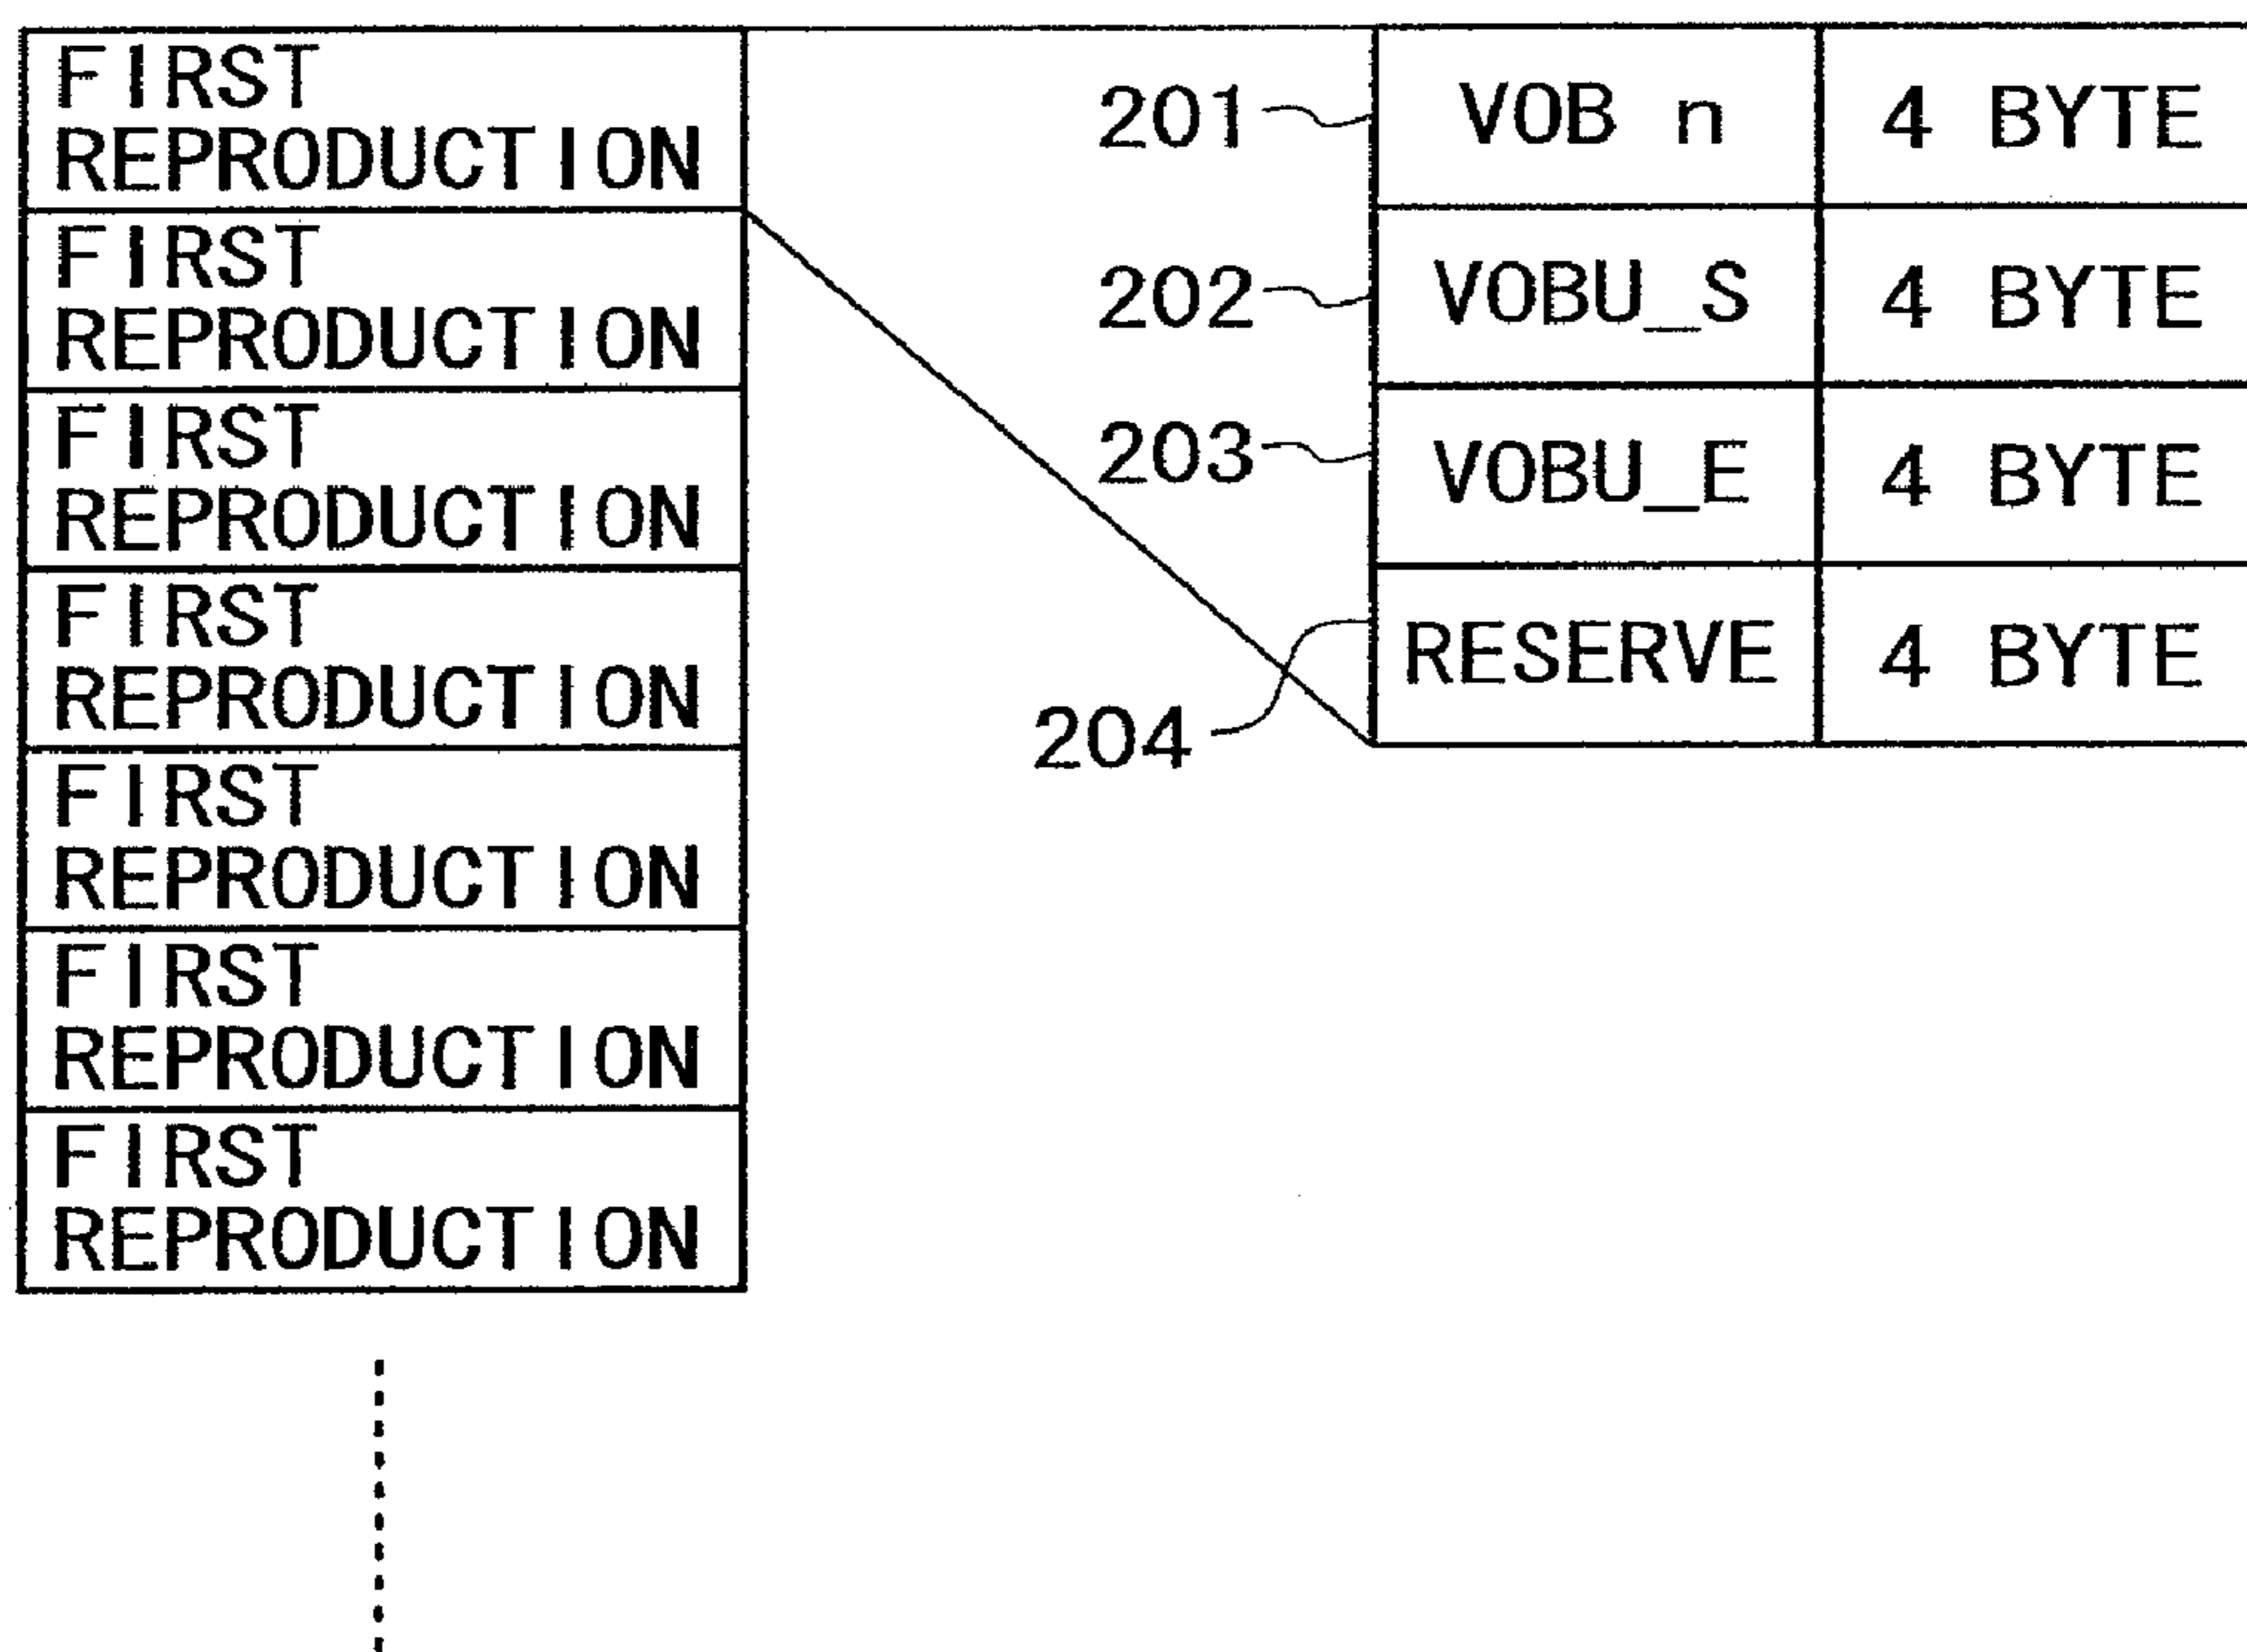 FIRST
REPRODUCTION
FIRST
REPRODUCTION
FIRST
REPRODUCTION
FIRST
REPRODUCTION
FIRST
REPRODUCTION
FIRST
REPRODUCTION
FIRST
REPRODUCTION
201 VOB n 4 BYTE
202 VOBU_S 4 BYTE
203 VOBU_E 4 BYTE
204 RESERVE 4 BYTE